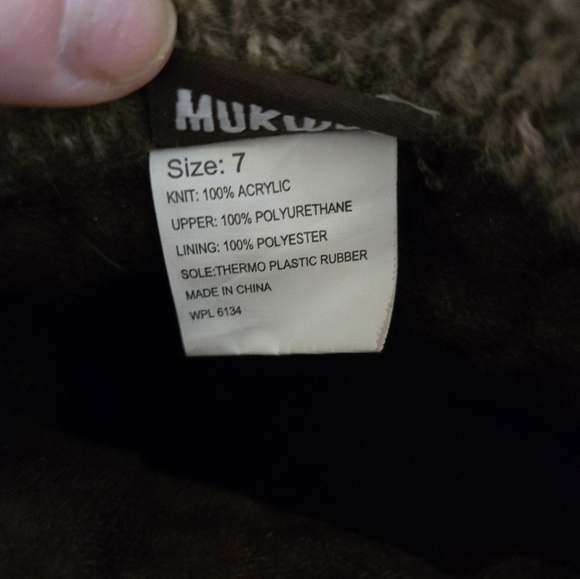 Size: 7
KNIT: 100% ACRYLIC
UPPER: 100% POLYURETHANE
LINING: 100% POLYESTER
SOLE:THERMO PLASTIC RUBBER
MADE IN CHINA
WPL 6134